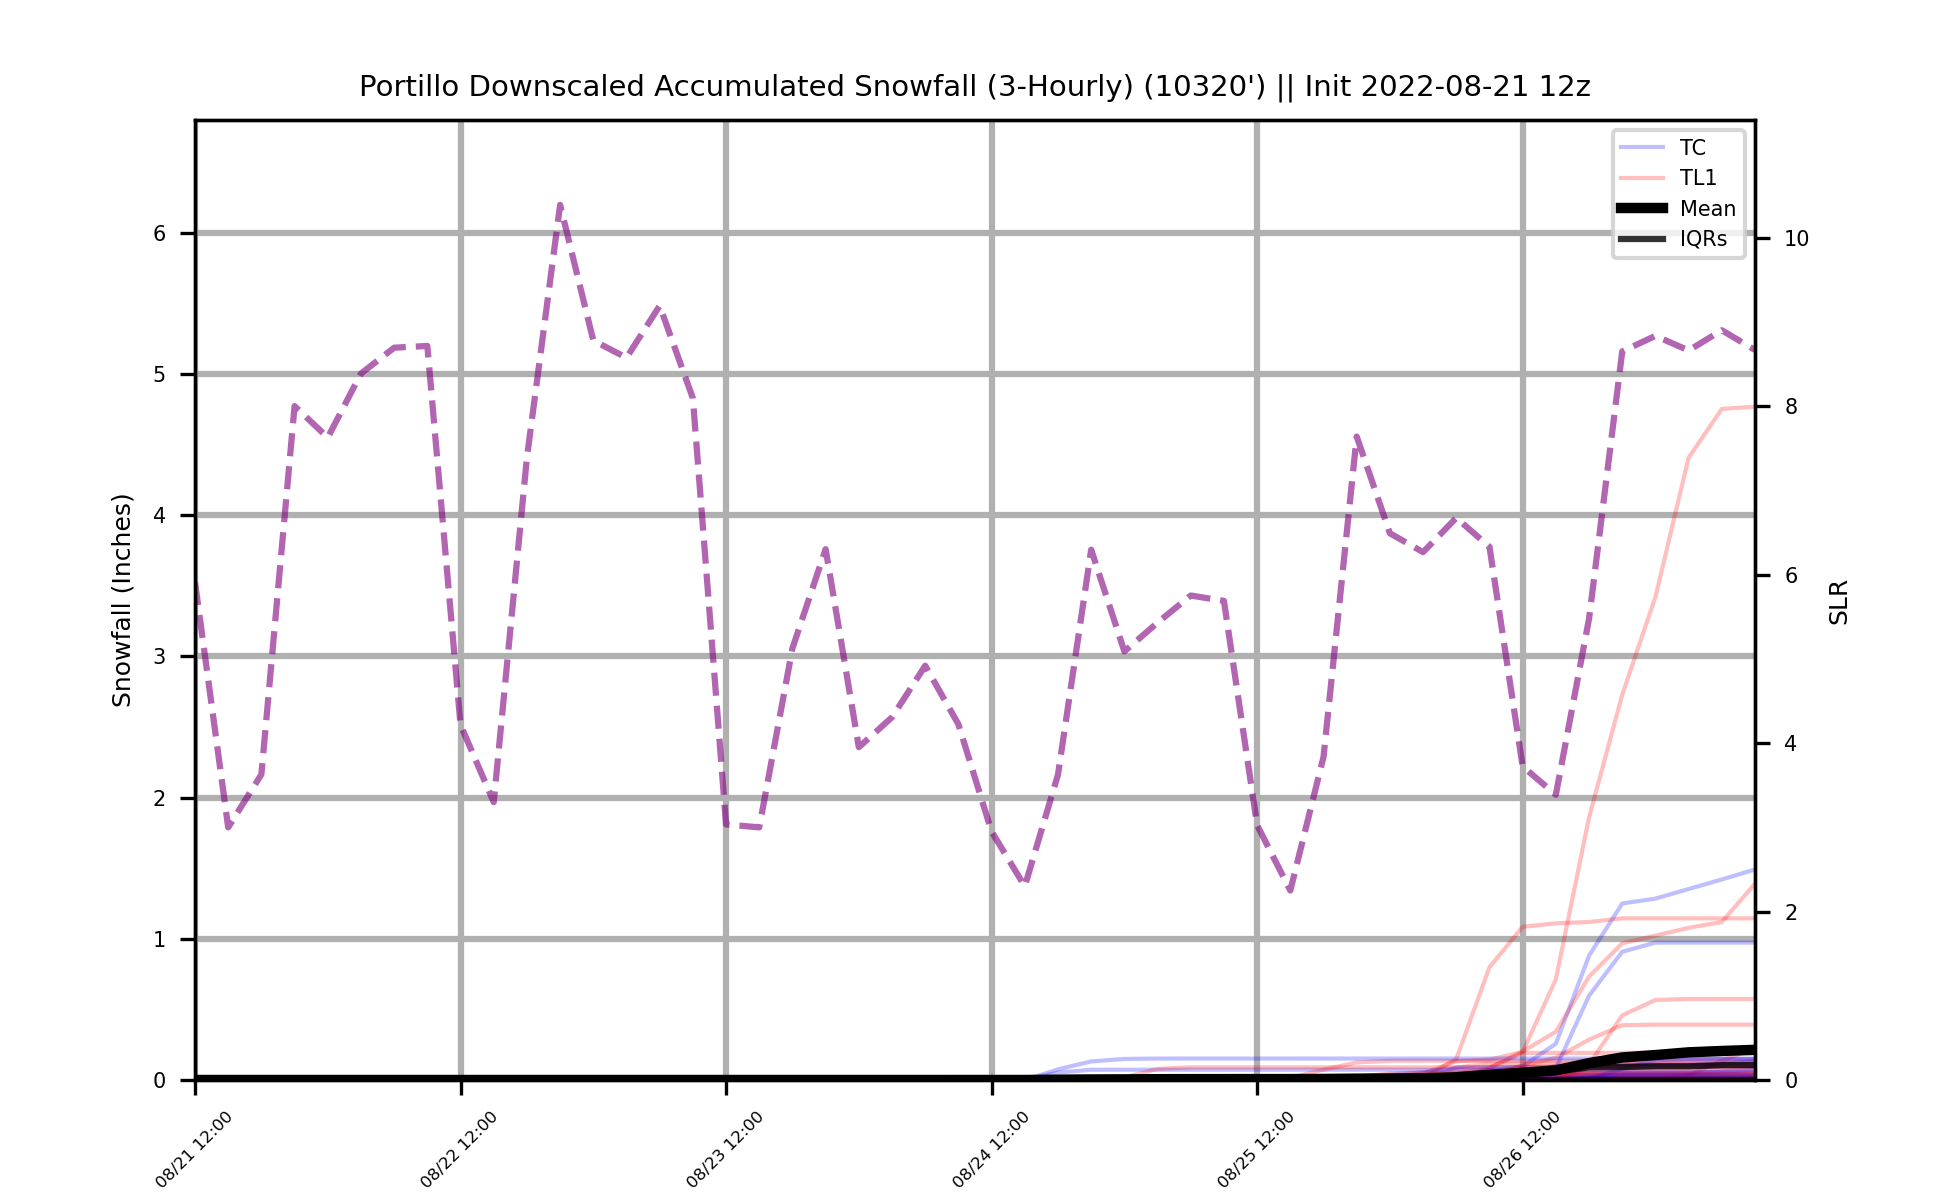 Portillo Downscaled Accumulated Snowfall (3-Hourly) (10320') || Init 2022-08-21 12z
TC
TL1
Mean
IQRs
Snowfall (Inches)
6
5
4
3
2
1
0
SLR
10
8
6
4
2
0
08/21 12:00
08/22 12:00
08/23 12:00
08/24 12:00
08/25 12:00
08/26 12:00